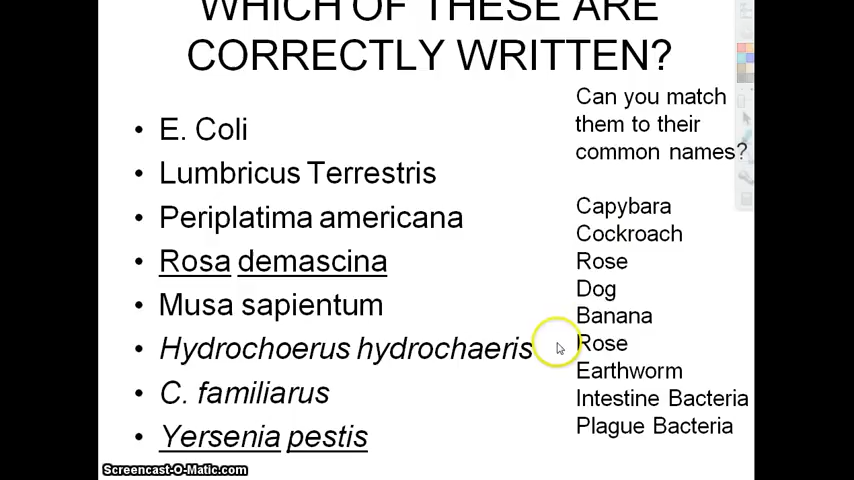 WHICH OF THESE ARE
CORRECTLY WRITTEN?
• E. Coli
• Lumbricus Terrestris
• Periplatima americana
• Rosa demascina
• Musa sapientum
• Hydrochoerus hydrochaeris
• C. familiarus
• Yersenia pestis
Can you match
them to their
common names?
Capybara
Cockroach
Rose
Dog
Banana
Rose
Earthworm
Intestine Bacteria
Plague Bacteria
Screencast-O-Matic.com